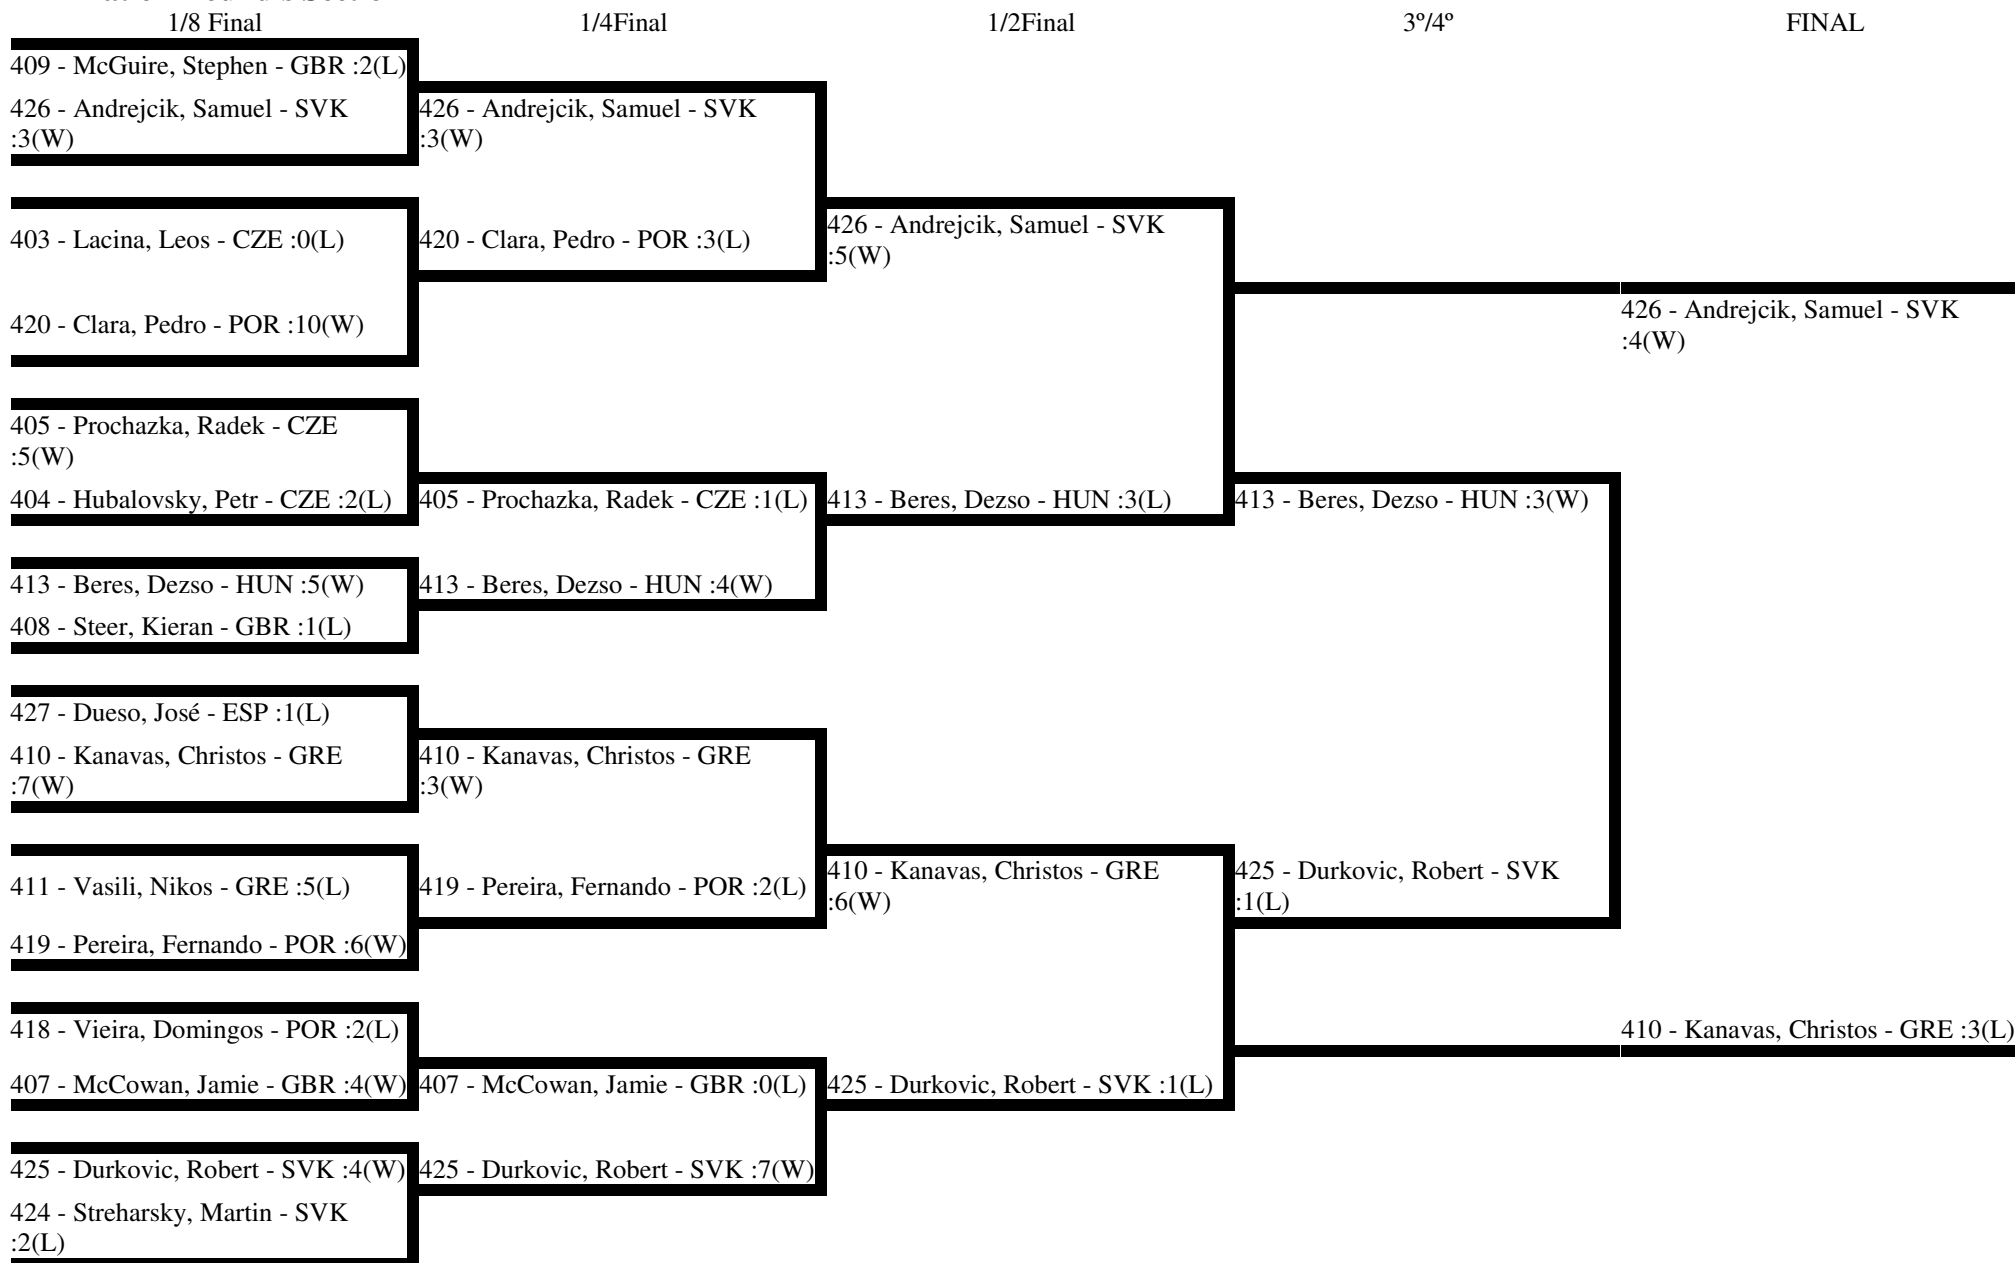 1/8 Final
1/4Final
1/2Final
3º/4º
FINAL
409 - McGuire, Stephen - GBR :2(L)
426 - Andrejcik, Samuel - SVK
:3(W)
403 - Lacina, Leos - CZE :0(L)
420 - Clara, Pedro - POR :10(W)
405 - Prochazka, Radek - CZE
:5(W)
404 - Hubalovsky, Petr - CZE :2(L)
413 - Beres, Dezso - HUN :5(W)
408 - Steer, Kieran - GBR :1(L)
427 - Dueso, José - ESP :1(L)
410 - Kanavas, Christos - GRE
:7(W)
411 - Vasili, Nikos - GRE :5(L)
419 - Pereira, Fernando - POR :6(W)
418 - Vieira, Domingos - POR :2(L)
407 - McCowan, Jamie - GBR :4(W)
425 - Durkovic, Robert - SVK :4(W)
424 - Streharsky, Martin - SVK
:2(L)
426 - Andrejcik, Samuel - SVK
:3(W)
420 - Clara, Pedro - POR :3(L)
405 - Prochazka, Radek - CZE :1(L)
413 - Beres, Dezso - HUN :4(W)
410 - Kanavas, Christos - GRE
:3(W)
419 - Pereira, Fernando - POR :2(L)
407 - McCowan, Jamie - GBR :0(L)
425 - Durkovic, Robert - SVK :7(W)
426 - Andrejcik, Samuel - SVK
:5(W)
413 - Beres, Dezso - HUN :3(L)
410 - Kanavas, Christos - GRE
:6(W)
425 - Durkovic, Robert - SVK :1(L)
413 - Beres, Dezso - HUN :3(W)
425 - Durkovic, Robert - SVK
:1(L)
426 - Andrejcik, Samuel - SVK
:4(W)
410 - Kanavas, Christos - GRE :3(L)